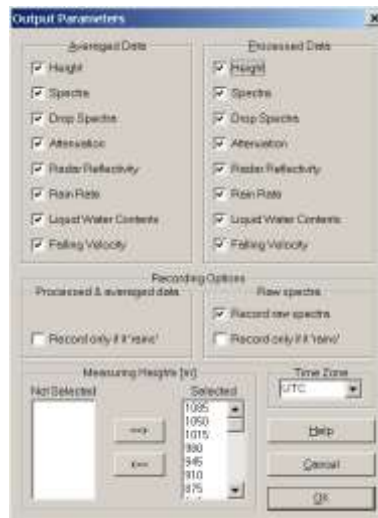 Output Parameters
Averaged Data
Height
Spectra
Drop Spectra
Attenuation
Radar Reflectivity
Rain Rate
Liquid Water Contents
Falling Velocity
Processed Data
Height
Spectra
Drop Spectra
Attenuation
Radar Reflectivity
Rain Rate
Liquid Water Contents
Falling Velocity
Recording Options
Processed & averaged data
Record only if it 'rains'
Raw spectra
Record raw spectra
Record only if it 'rains'
Measuring Heights [m]
Not Selected
==>
<==
Selected
1085
1050
1015
980
945
910
875
Time Zone
UTC
Help
Cancel
OK